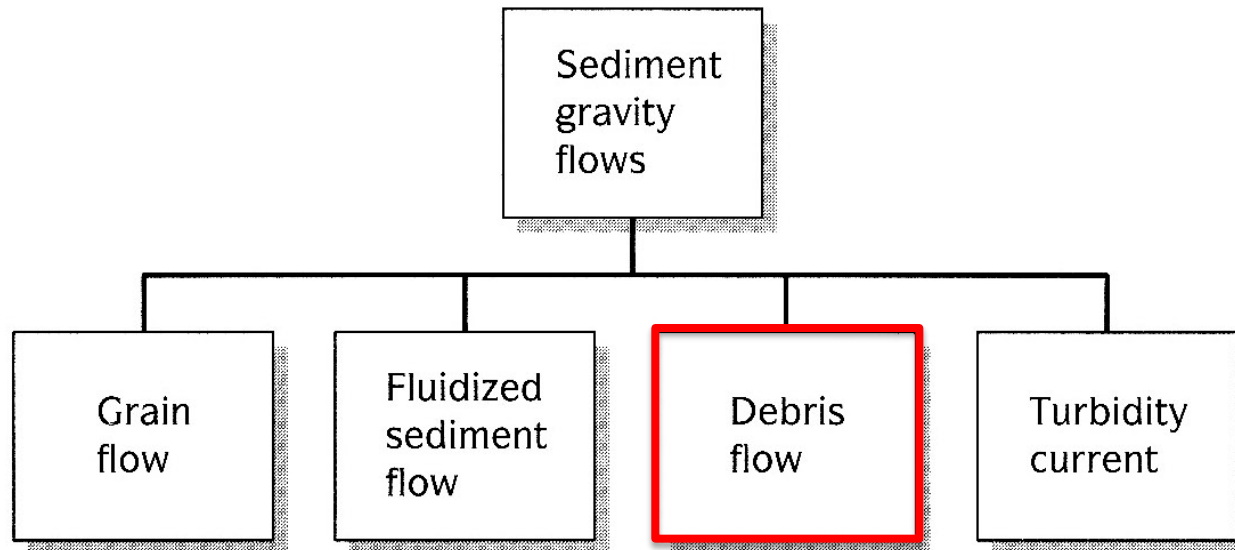 Sediment
gravity
flows
Grain
flow
Fluidized
sediment
flow
Debris
flow
Turbidity
current